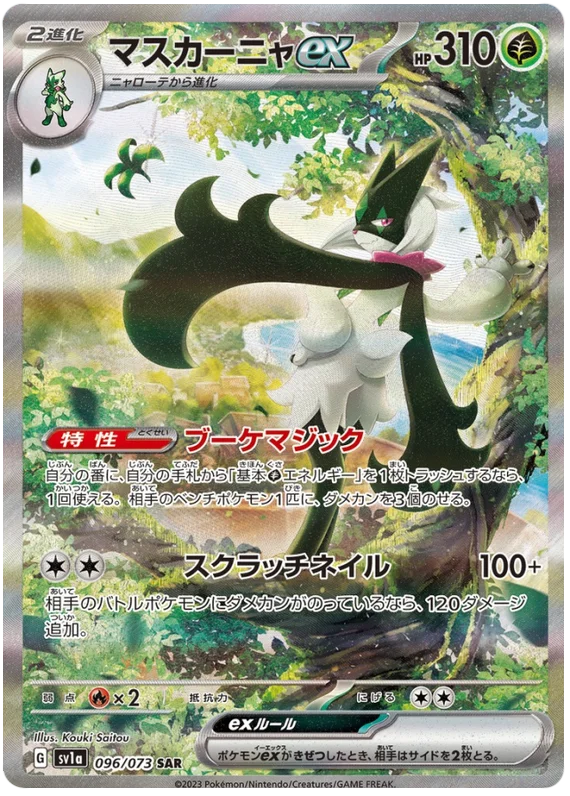 2進化
マスカーニャex
HP310
ニャローテから進化
特性 とくせい ブーケマジック
自分の番に、自分の手札から「基本エネルギー」を1枚トラッシュするなら、
1回使える。相手のベンチポケモン1匹に、ダメカンを3個のせる。
スクラッチネイル 100+
相手のバトルポケモンにダメカンがのっているなら、120ダメージ
追加。
弱点 ×2 抵抗力 にげる
exルール
ポケモンexがきぜつしたとき、相手はサイドを2枚とる。
Illus. Kouki Saitou
G sv1a 096/073 SAR
©2023 Pokémon/Nintendo/Creatures/GAME FREAK.